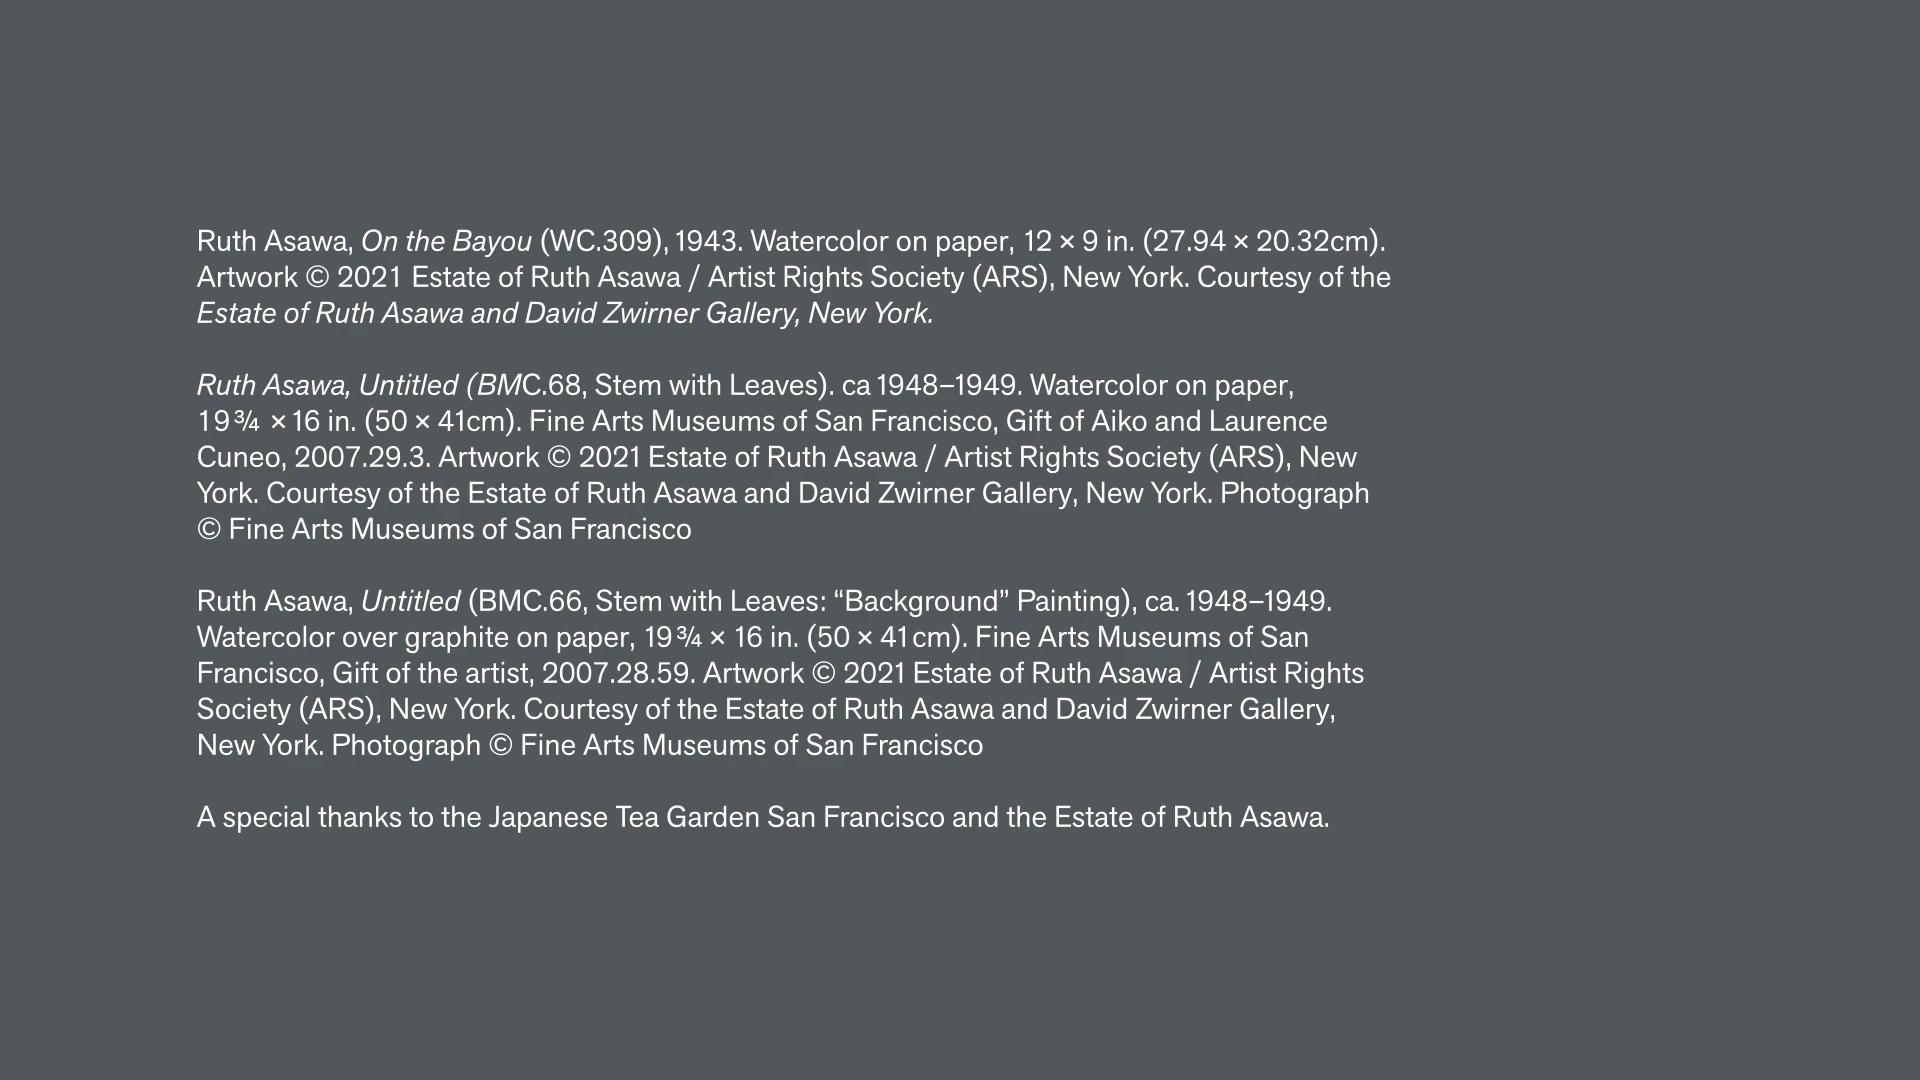 Ruth Asawa, On the Bayou (WC.309), 1943. Watercolor on paper, 12 × 9 in. (27.94 × 20.32cm).
Artwork © 2021 Estate of Ruth Asawa / Artist Rights Society (ARS), New York. Courtesy of the
Estate of Ruth Asawa and David Zwirner Gallery, New York.
Ruth Asawa, Untitled (BMC.68, Stem with Leaves). ca 1948–1949. Watercolor on paper,
19 ¾ × 16 in. (50 × 41cm). Fine Arts Museums of San Francisco, Gift of Aiko and Laurence
Cuneo, 2007.29.3. Artwork © 2021 Estate of Ruth Asawa / Artist Rights Society (ARS), New
York. Courtesy of the Estate of Ruth Asawa and David Zwirner Gallery, New York. Photograph
© Fine Arts Museums of San Francisco
Ruth Asawa, Untitled (BMC.66, Stem with Leaves: “Background” Painting), ca. 1948–1949.
Watercolor over graphite on paper, 19 ¾ × 16 in. (50 × 41 cm). Fine Arts Museums of San
Francisco, Gift of the artist, 2007.28.59. Artwork © 2021 Estate of Ruth Asawa / Artist Rights
Society (ARS), New York. Courtesy of the Estate of Ruth Asawa and David Zwirner Gallery,
New York. Photograph © Fine Arts Museums of San Francisco
A special thanks to the Japanese Tea Garden San Francisco and the Estate of Ruth Asawa.